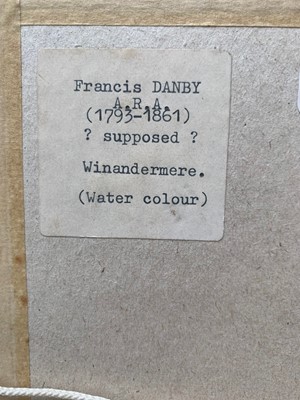 Francis DANBY
A.R.A.
(1793-1861)
? supposed ?
Winandermere.
(Water colour)